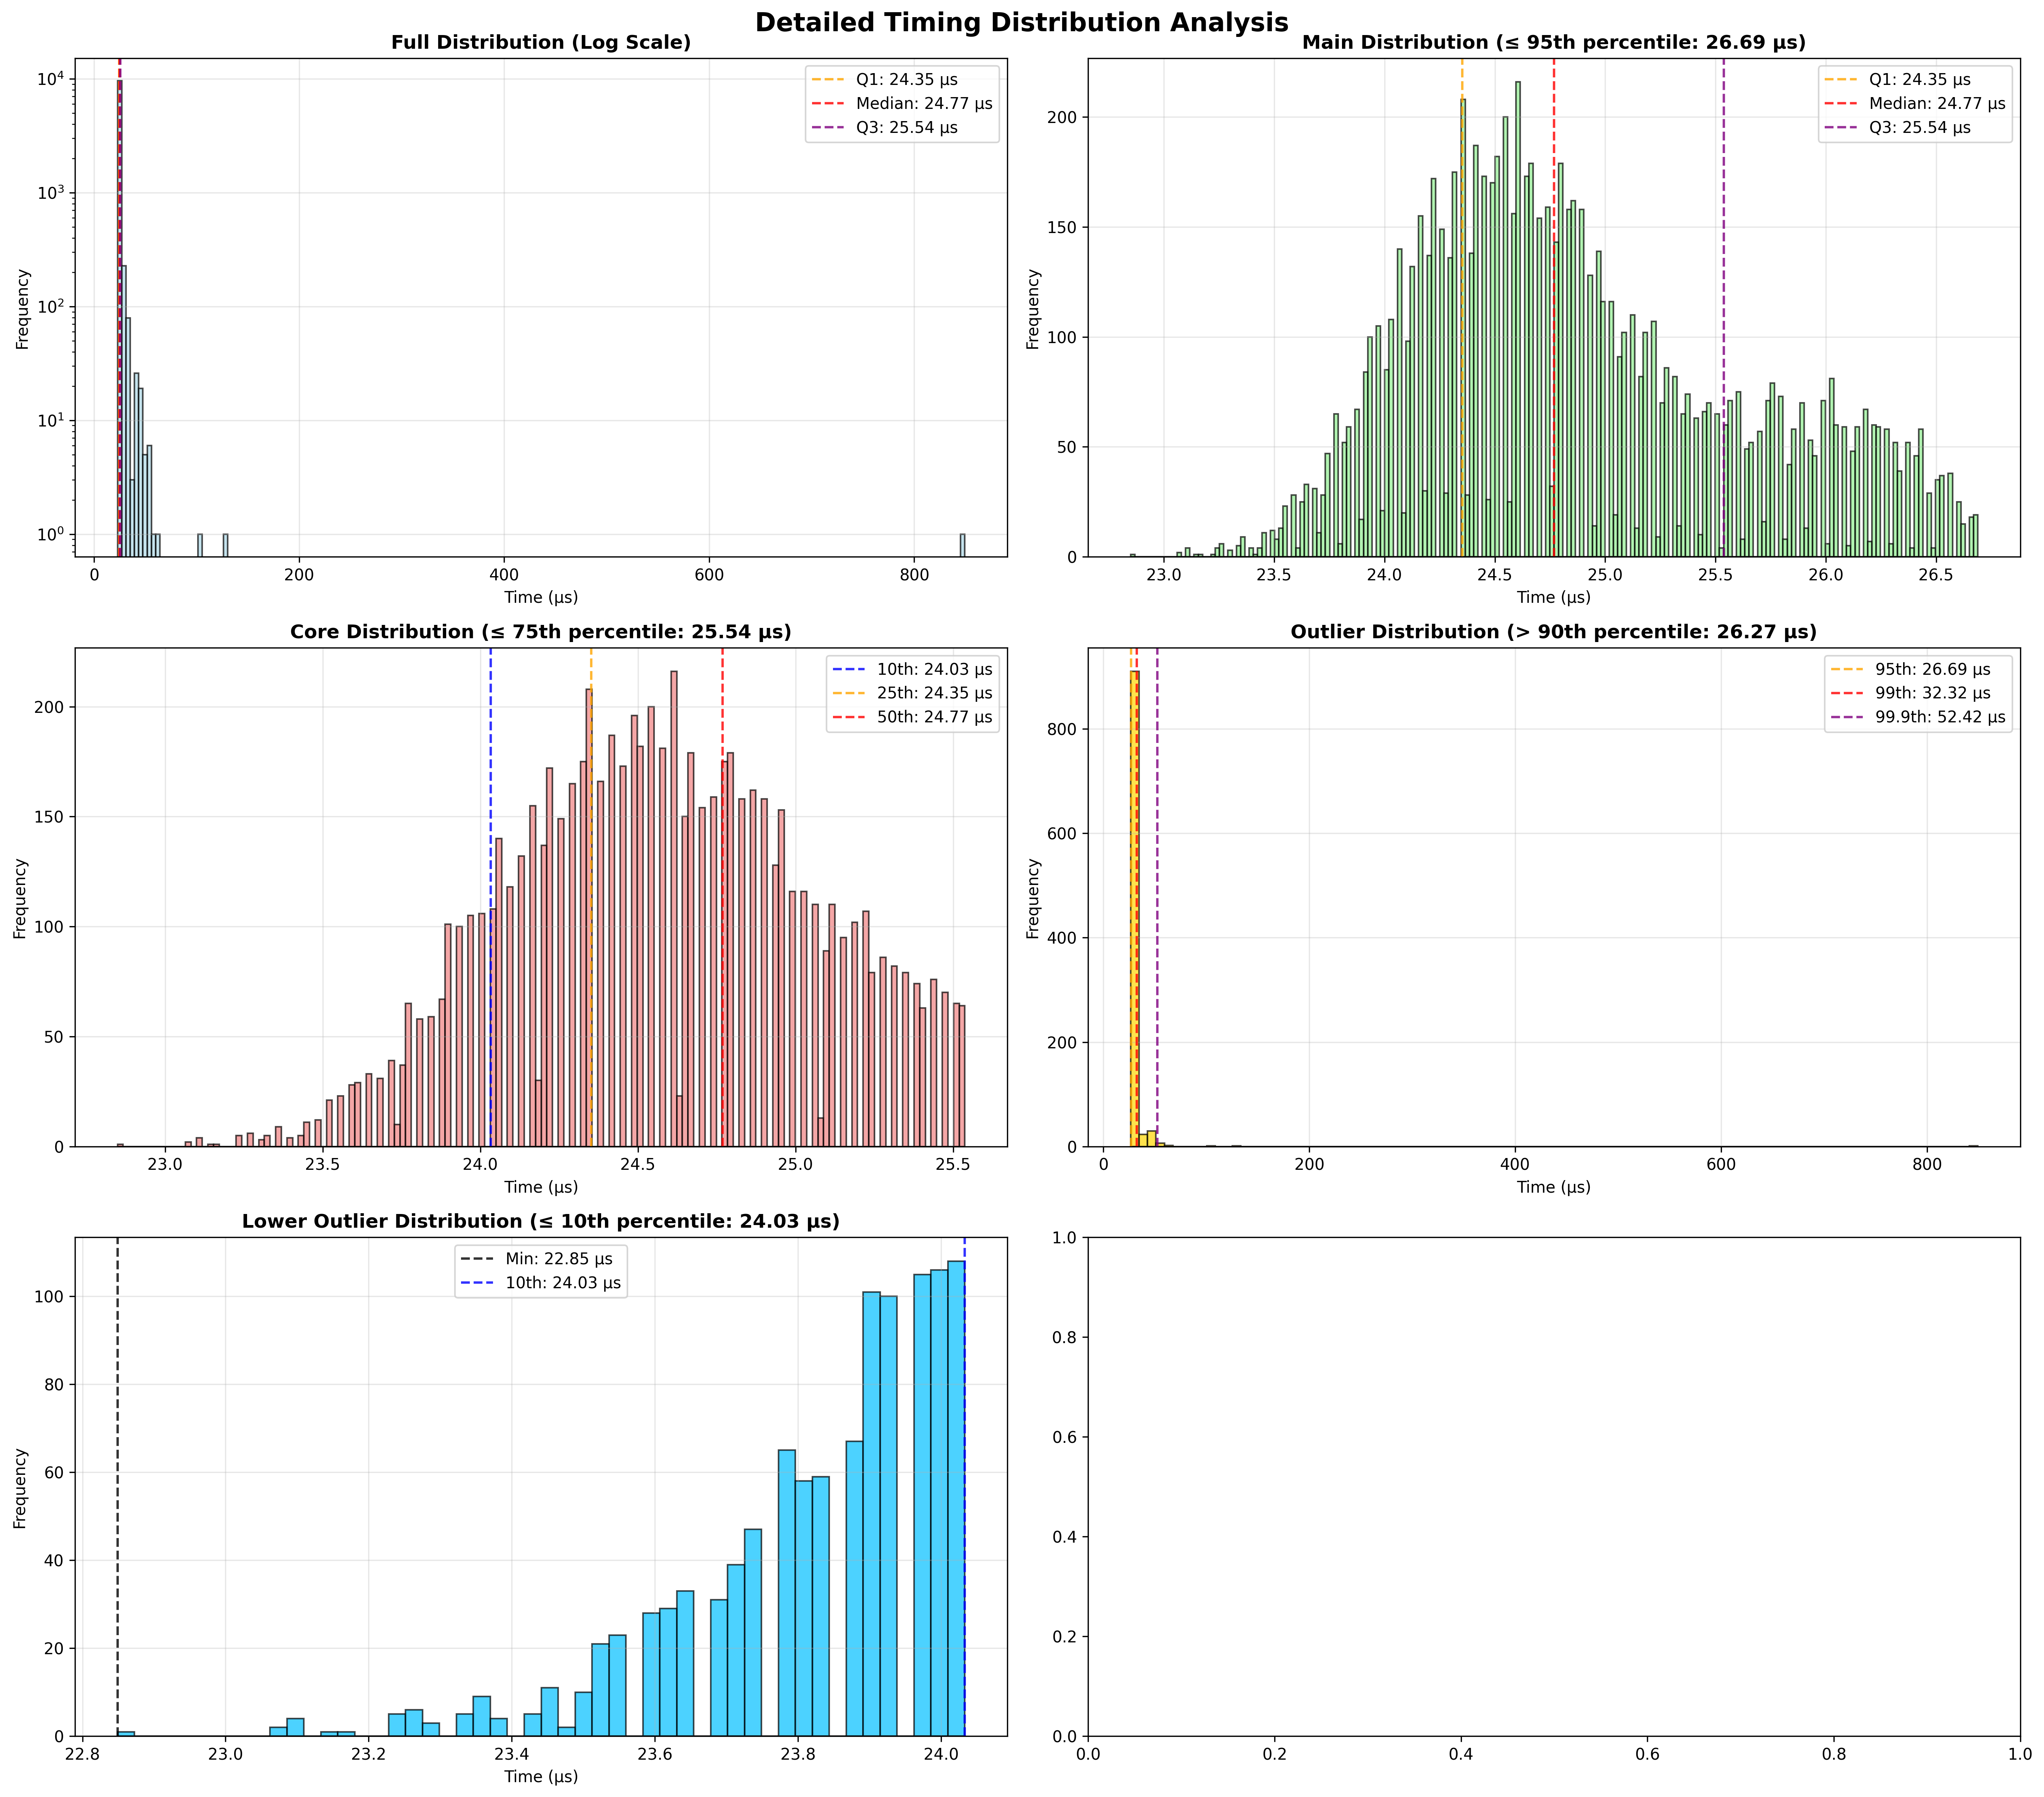 Detailed Timing Distribution Analysis
Full Distribution (Log Scale)
Frequency
10⁴
10³
10²
10¹
10⁰
Q1: 24.35 µs
Median: 24.77 µs
Q3: 25.54 µs
0 200 400 600 800
Time (µs)
Main Distribution (≤ 95th percentile: 26.69 µs)
Frequency
200
150
100
50
0
Q1: 24.35 µs
Median: 24.77 µs
Q3: 25.54 µs
23.0 23.5 24.0 24.5 25.0 25.5 26.0 26.5
Time (µs)
Core Distribution (≤ 75th percentile: 25.54 µs)
Frequency
200
150
100
50
0
10th: 24.03 µs
25th: 24.35 µs
50th: 24.77 µs
23.0 23.5 24.0 24.5 25.0 25.5
Time (µs)
Outlier Distribution (> 90th percentile: 26.27 µs)
Frequency
800
600
400
200
0
95th: 26.69 µs
99th: 32.32 µs
99.9th: 52.42 µs
0 200 400 600 800
Time (µs)
Lower Outlier Distribution (≤ 10th percentile: 24.03 µs)
Frequency
100
80
60
40
20
0
Min: 22.85 µs
10th: 24.03 µs
22.8 23.0 23.2 23.4 23.6 23.8 24.0
Time (µs)
1.0
0.8
0.6
0.4
0.2
0.0
0.0 0.2 0.4 0.6 0.8 1.0